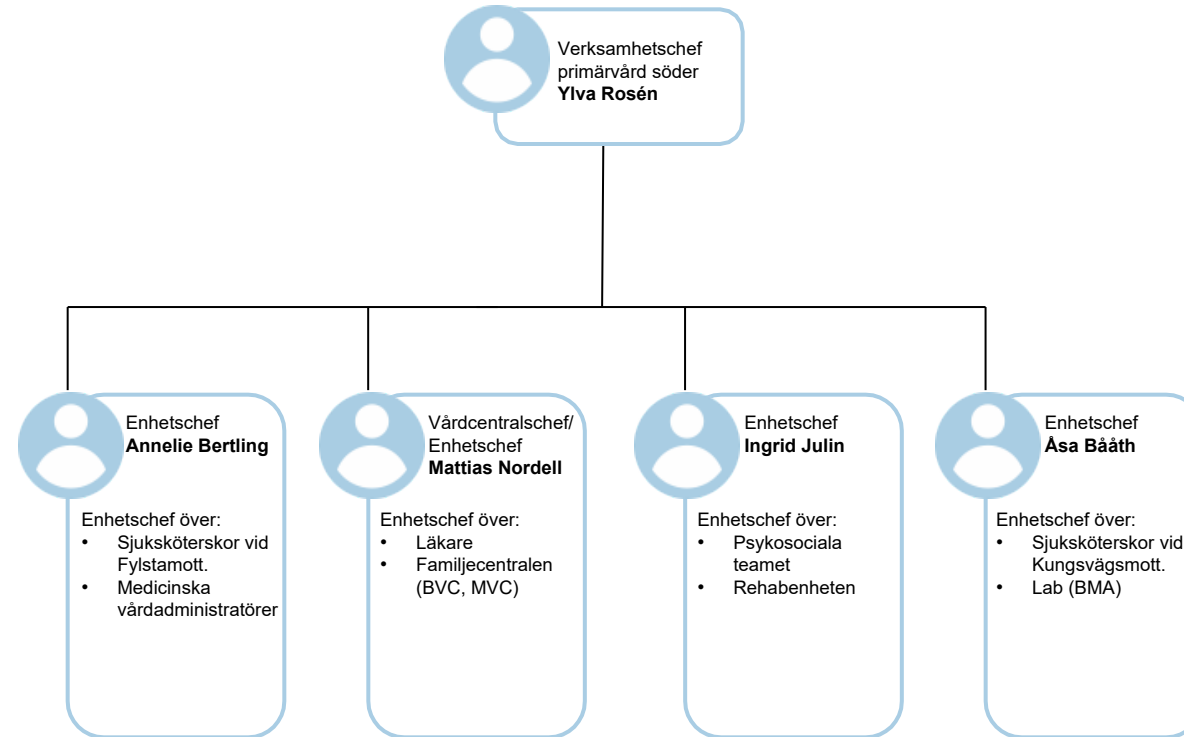 Verksamhetschef
primärvård söder
Ylva Rosén
Enhetschef
Annelie Bertling
Enhetschef över:
• Sjuksköterskor vid
Fylstamott.
• Medicinska
vårdadministratörer
Vårdcentralschef/
Enhetschef
Mattias Nordell
Enhetschef över:
• Läkare
• Familjecentralen
(BVC, MVC)
Enhetschef
Ingrid Julin
Enhetschef över:
• Psykosociala
teamet
• Rehabenheten
Enhetschef
Åsa Bååth
Enhetschef över:
• Sjuksköterskor vid
Kungsvägsmott.
• Lab (BMA)